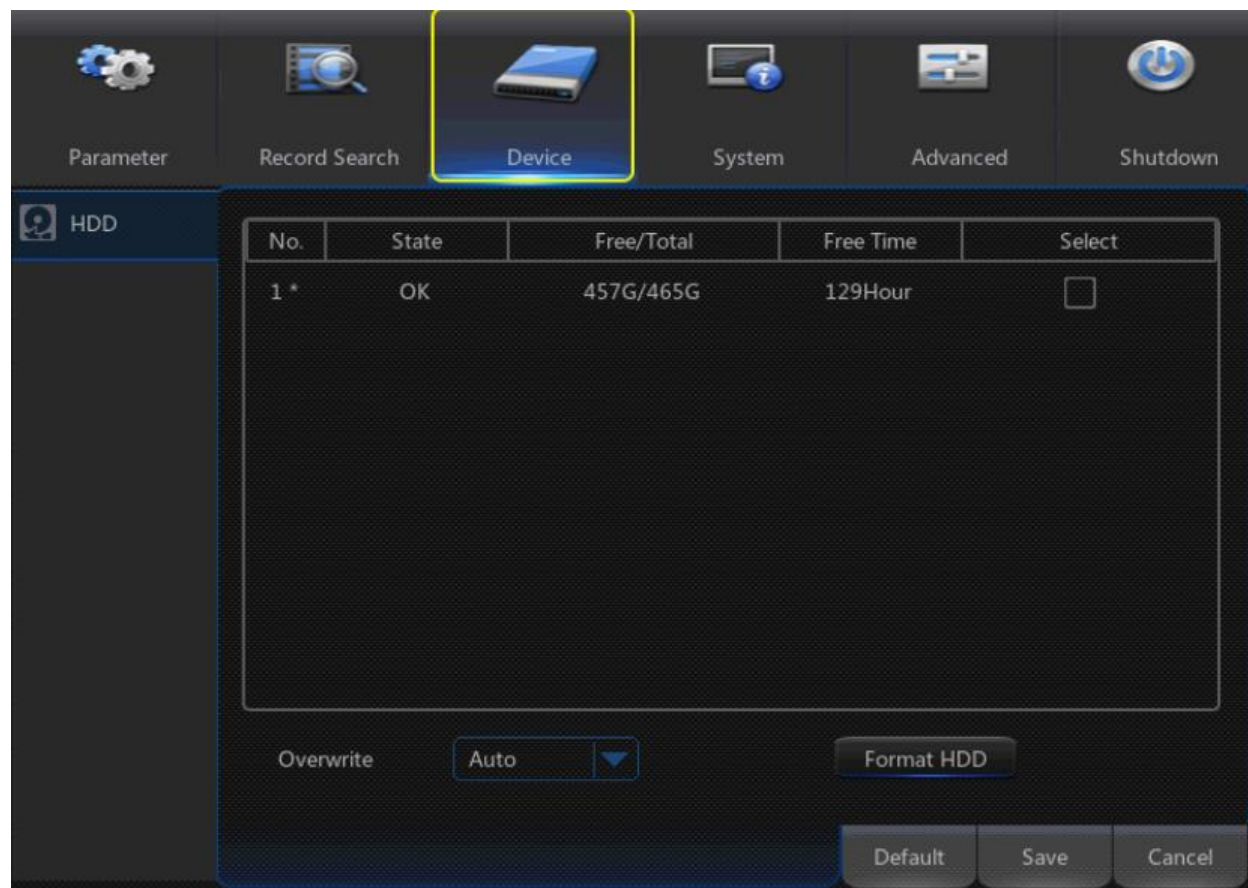 Parameter Record Search Device System Advanced Shutdown
HDD
No. State Free/Total Free Time Select
1 * OK 457G/465G 129Hour
Overwrite Auto Format HDD
Default Save Cancel